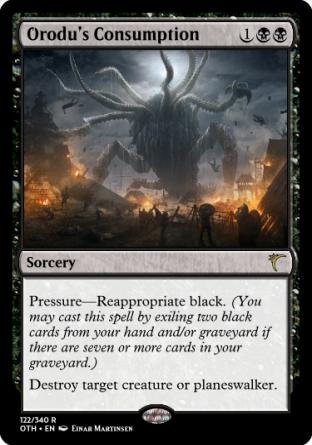 Orodu's Consumption 1
Sorcery
Pressure—Reappropriate black. (You
may cast this spell by exiling two black
cards from your hand and/or graveyard if
there are seven or more cards in your
graveyard.)
Destroy target creature or planeswalker.
122/340 R
OTH • EN Einar Martinsen